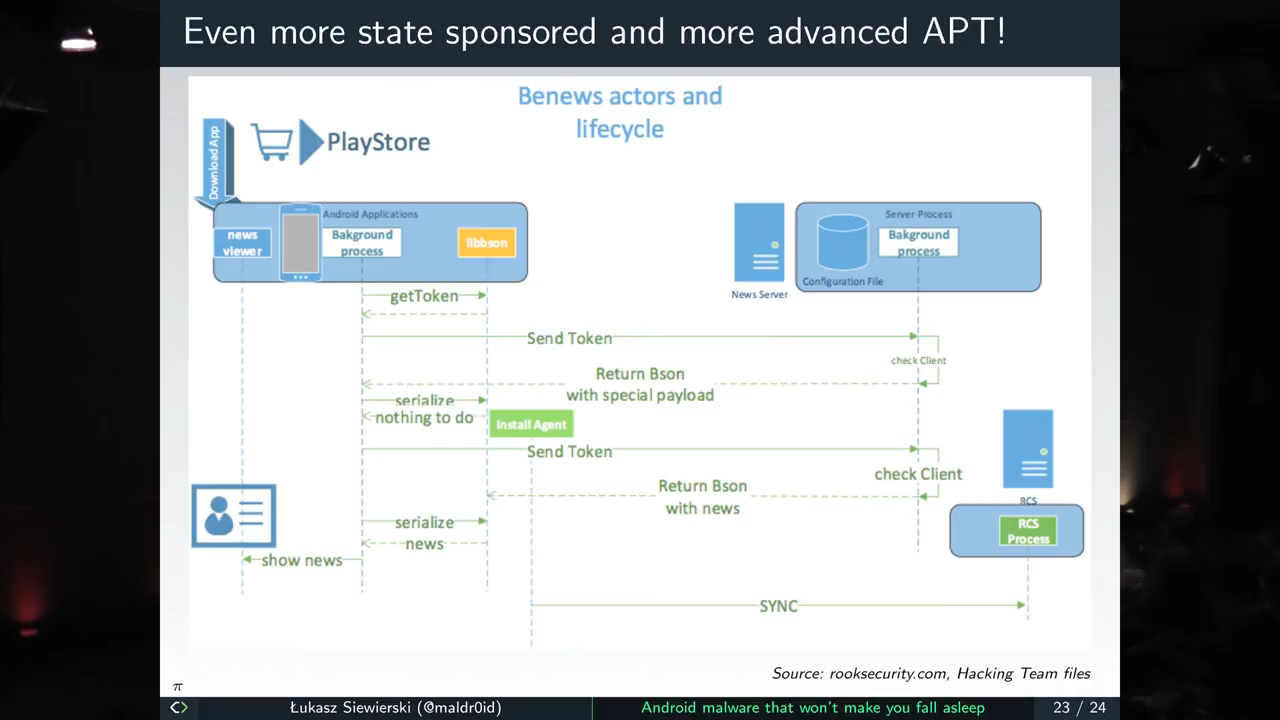 Even more state sponsored and more advanced APT!
Benews actors and
lifecycle
Download App
PlayStore
Android Applications
news
viewer
Bakground
process
libbson
News Server
Server Process
Bakground
process
Configuration File
getToken
Send Token
check Client
Return Bson
with special payload
serialize
nothing to do
Install Agent
Send Token
check Client
Return Bson
with news
RCS
RCS
Process
serialize
news
show news
SYNC
Source: rooksecurity.com, Hacking Team files
π
Łukasz Siewierski (@maldr0id)
Android malware that won't make you fall asleep
23 / 24